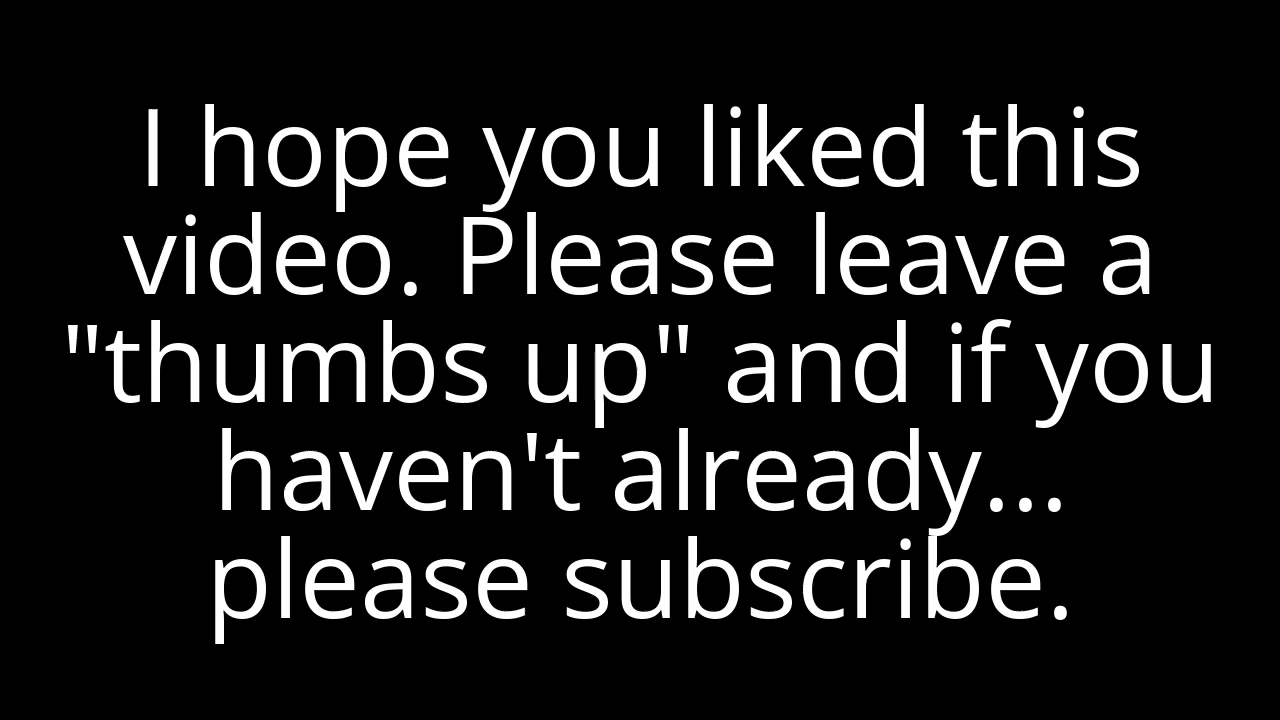 I hope you liked this
video. Please leave a
"thumbs up" and if you
haven't already...
please subscribe.